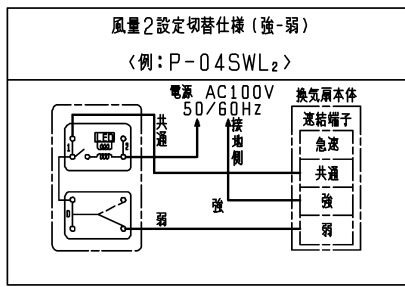 風量2設定切替仕様(強-弱)
〈例:P-04SWL₂〉
電源 AC100V
50/60Hz
換気扇本体
速結端子
急速
共通
強
弱
共通
接地側
LED
1
2
強
0
弱